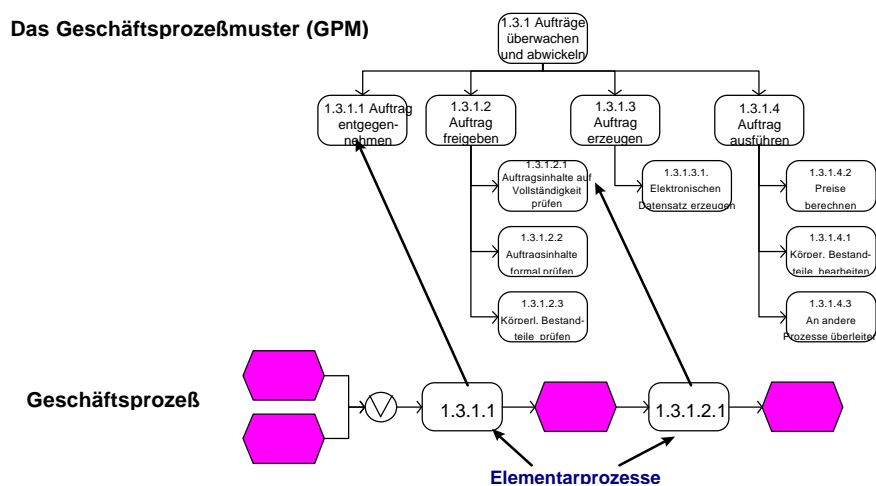 Das Geschäftsprozeßmuster (GPM)
1.3.1 Aufträge
überwachen
und abwickeln
1.3.1.1 Auftrag
entgegen-
nehmen
1.3.1.2
Auftrag
freigeben
1.3.1.3
Auftrag
erzeugen
1.3.1.4
Auftrag
ausführen
1.3.1.2.1
Auftragsinhalte auf
Vollständigkeit
prüfen
1.3.1.3.1.
Elektronischen
Datensatz erzeugen
1.3.1.4.2
Preise
berechnen
1.3.1.2.2
Auftragsinhalte
formal prüfen
1.3.1.4.1
Körper. Bestand-
teile bearbeiten
1.3.1.2.3
Körperl. Bestand-
teile prüfen
1.3.1.4.3
An andere
Prozesse überleiten
Geschäftsprozeß
1.3.1.1
1.3.1.2.1
Elementarprozesse